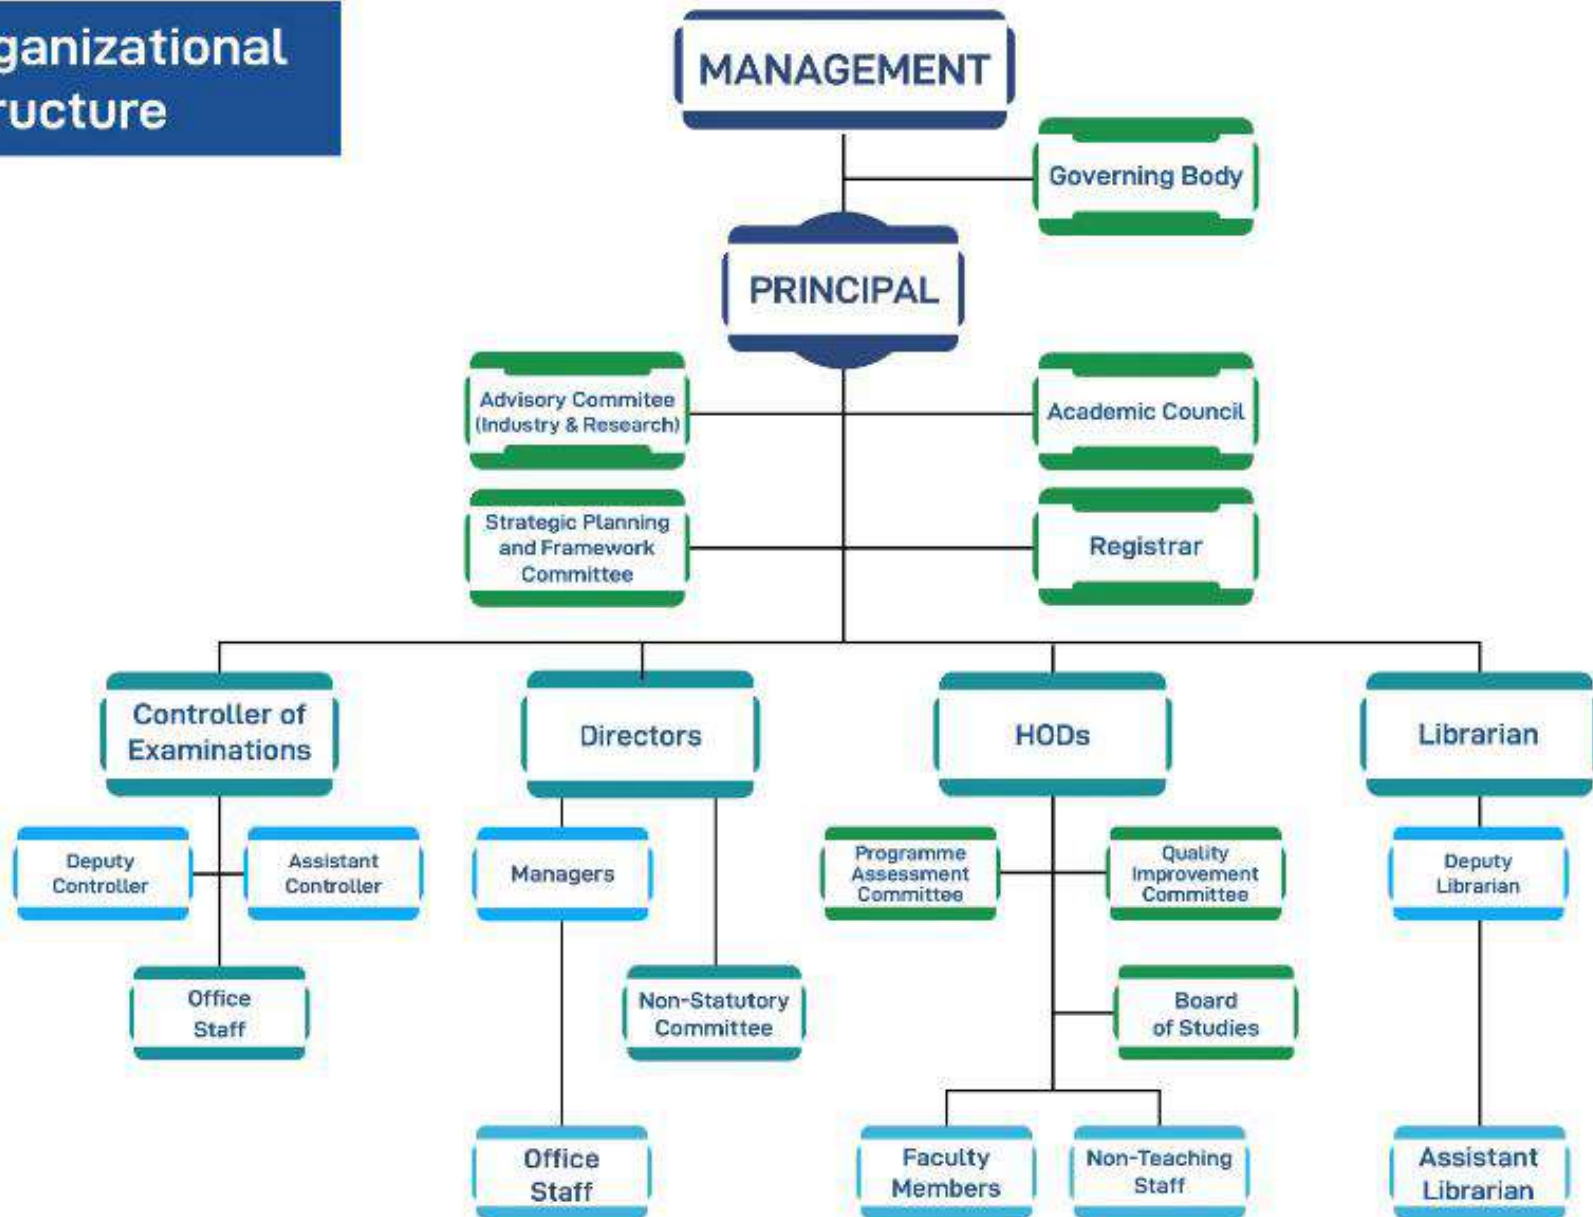 ganizational
ructure
MANAGEMENT
Governing Body
PRINCIPAL
Advisory Commitee
(Industry & Research)
Academic Council
Strategic Planning
and Framework
Committee
Registrar
Controller of
Examinations
Directors
HODs
Librarian
Deputy
Controller
Assistant
Controller
Managers
Programme
Assessment
Committee
Quality
Improvement
Committee
Deputy
Librarian
Office
Staff
Non-Statutory
Committee
Board
of Studies
Office
Staff
Faculty
Members
Non-Teaching
Staff
Assistant
Librarian